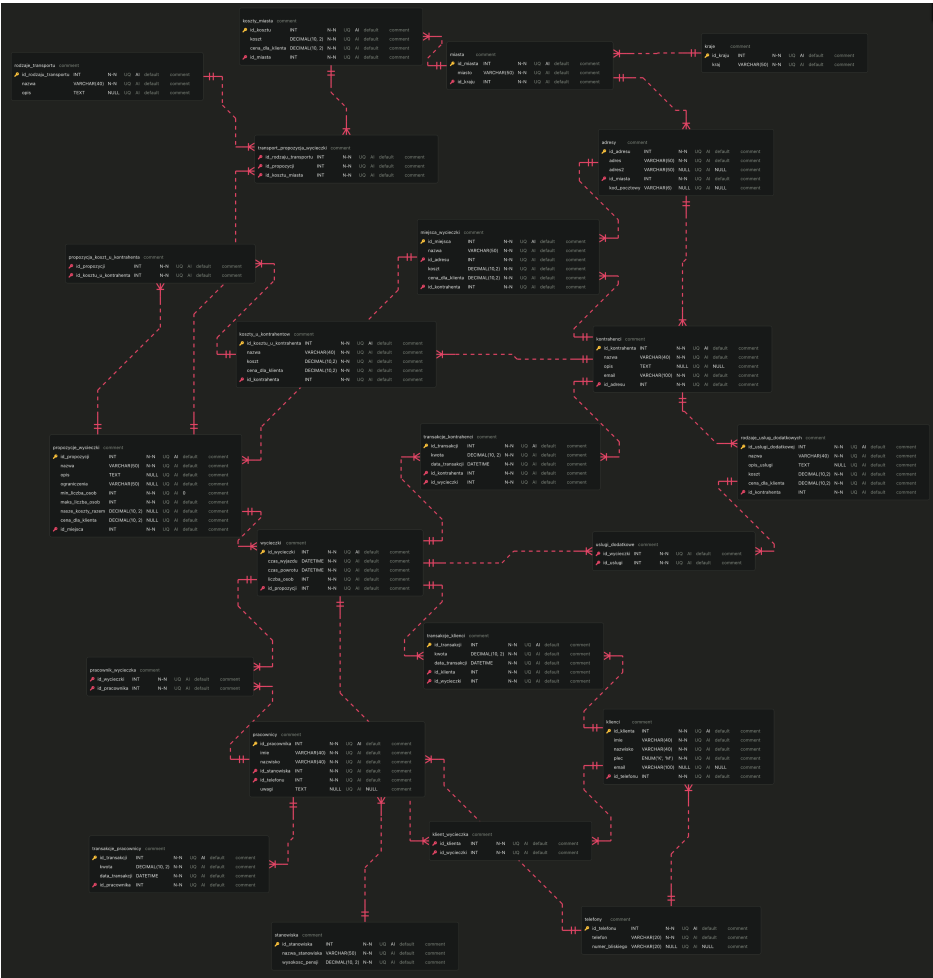 koszty_miasta comment
id_kosztu INT N-N UQ AI default comment
koszt DECIMAL(10, 2) N-N UQ AI default comment
cena_dla_klienta DECIMAL(10, 2) N-N UQ AI default comment
id_miasta INT N-N UQ AI default comment
kraje comment
id_kraju INT N-N UQ AI default comment
kraj VARCHAR(50) N-N UQ AI default comment
miasta comment
id_miasta INT N-N UQ AI default comment
miasto VARCHAR(50) N-N UQ AI default comment
id_kraju INT N-N UQ AI default comment
rodzaje_transportu comment
id_rodzaju_transportu INT N-N UQ AI default comment
nazwa VARCHAR(40) N-N UQ AI default comment
opis TEXT NULL UQ AI default comment
transport_propozycja_wycieczki comment
id_rodzaju_transportu INT N-N UQ AI default comment
id_propozycji INT N-N UQ AI default comment
id_kosztu_miasta INT N-N UQ AI default comment
adresy comment
id_adresu INT N-N UQ AI default comment
adres VARCHAR(50) N-N UQ AI default comment
adres2 VARCHAR(50) NULL UQ AI NULL comment
id_miasta INT N-N UQ AI default comment
kod_pocztowy VARCHAR(6) NULL UQ AI NULL comment
miejsca_wycieczki comment
id_miejsca INT N-N UQ AI default comment
nazwa VARCHAR(50) N-N UQ AI default comment
id_adresu INT N-N UQ AI default comment
koszt DECIMAL(10,2) N-N UQ AI default comment
cena_dla_klienta DECIMAL(10,2) N-N UQ AI default comment
id_kontrahenta INT N-N UQ AI default comment
propozycja_koszt_u_kontrahenta comment
id_propozycji INT N-N UQ AI default comment
id_kosztu_u_kontrahenta INT N-N UQ AI default comment
koszty_u_kontrahentow comment
id_kosztu_u_kontrahenta INT N-N UQ AI default comment
nazwa VARCHAR(40) N-N UQ AI default comment
koszt DECIMAL(10,2) N-N UQ AI default comment
cena_dla_klienta DECIMAL(10,2) N-N UQ AI default comment
id_kontrahenta INT N-N UQ AI default comment
kontrahenci comment
id_kontrahenta INT N-N UQ AI default comment
nazwa VARCHAR(40) N-N UQ AI default comment
opis TEXT NULL UQ AI NULL comment
email VARCHAR(100) N-N UQ AI default comment
id_adresu INT N-N UQ AI default comment
transakcje_kontrahenci comment
id_transakcji INT N-N UQ AI default comment
kwota DECIMAL(10, 2) N-N UQ AI default comment
data_transakcji DATETIME N-N UQ AI default comment
id_kontrahenta INT N-N UQ AI default comment
id_wycieczki INT N-N UQ AI default comment
rodzaje_uslug_dodatkowych comment
id_uslugi_dodatkowej INT N-N UQ AI default comment
nazwa VARCHAR(40) N-N UQ AI default comment
opis_uslugi TEXT NULL UQ AI default comment
koszt DECIMAL(10,2) N-N UQ AI default comment
cena_dla_klienta DECIMAL(10,2) N-N UQ AI default comment
id_kontrahenta INT N-N UQ AI default comment
propozycje_wycieczki comment
id_propozycji INT N-N UQ AI default comment
nazwa VARCHAR(50) N-N UQ AI default comment
opis TEXT NULL UQ AI default comment
ograniczenia VARCHAR(50) NULL UQ AI default comment
min_liczba_osob INT N-N UQ AI 0 comment
maks_liczba_osob INT N-N UQ AI default comment
nasze_koszty_razem DECIMAL(10, 2) NULL UQ AI default comment
cena_dla_klienta DECIMAL(10, 2) NULL UQ AI default comment
id_miejsca INT N-N UQ AI default comment
wycieczki comment
id_wycieczki INT N-N UQ AI default comment
czas_wyjazdu DATETIME N-N UQ AI default comment
czas_powrotu DATETIME N-N UQ AI default comment
liczba_osob INT N-N UQ AI default comment
id_propozycji INT N-N UQ AI default comment
uslugi_dodatkowe comment
id_wycieczki INT N-N UQ AI default comment
id_uslugi INT N-N UQ AI default comment
transakcje_klienci comment
id_transakcji INT N-N UQ AI default comment
kwota DECIMAL(10, 2) N-N UQ AI default comment
data_transakcji DATETIME N-N UQ AI default comment
id_klienta INT N-N UQ AI default comment
id_wycieczki INT N-N UQ AI default comment
pracownik_wycieczka comment
id_wycieczki INT N-N UQ AI default comment
id_pracownika INT N-N UQ AI default comment
pracownicy comment
id_pracownika INT N-N UQ AI default comment
imie VARCHAR(40) N-N UQ AI default comment
nazwisko VARCHAR(40) N-N UQ AI default comment
id_stanowiska INT N-N UQ AI default comment
id_telefonu INT N-N UQ AI default comment
uwagi TEXT NULL UQ AI NULL comment
klienci comment
id_klienta INT N-N UQ AI default comment
imie VARCHAR(40) N-N UQ AI default comment
nazwisko VARCHAR(40) N-N UQ AI default comment
plec ENUM('K', 'M') N-N UQ AI default comment
email VARCHAR(100) NULL UQ AI NULL comment
id_telefonu INT N-N UQ AI default comment
klient_wycieczka comment
id_klienta INT N-N UQ AI default comment
id_wycieczki INT N-N UQ AI default comment
transakcje_pracownicy comment
id_transakcji INT N-N UQ AI default comment
kwota DECIMAL(10, 2) N-N UQ AI default comment
data_transakcji DATETIME N-N UQ AI default comment
id_pracownika INT N-N UQ AI default comment
telefony comment
id_telefonu INT N-N UQ AI default comment
telefon VARCHAR(20) N-N UQ AI default comment
numer_bliskiego VARCHAR(20) NULL UQ AI NULL comment
stanowiska comment
id_stanowiska INT N-N UQ AI default comment
nazwa_stanowiska VARCHAR(50) N-N UQ AI default comment
wysokosc_pensji DECIMAL(10, 2) N-N UQ AI default comment